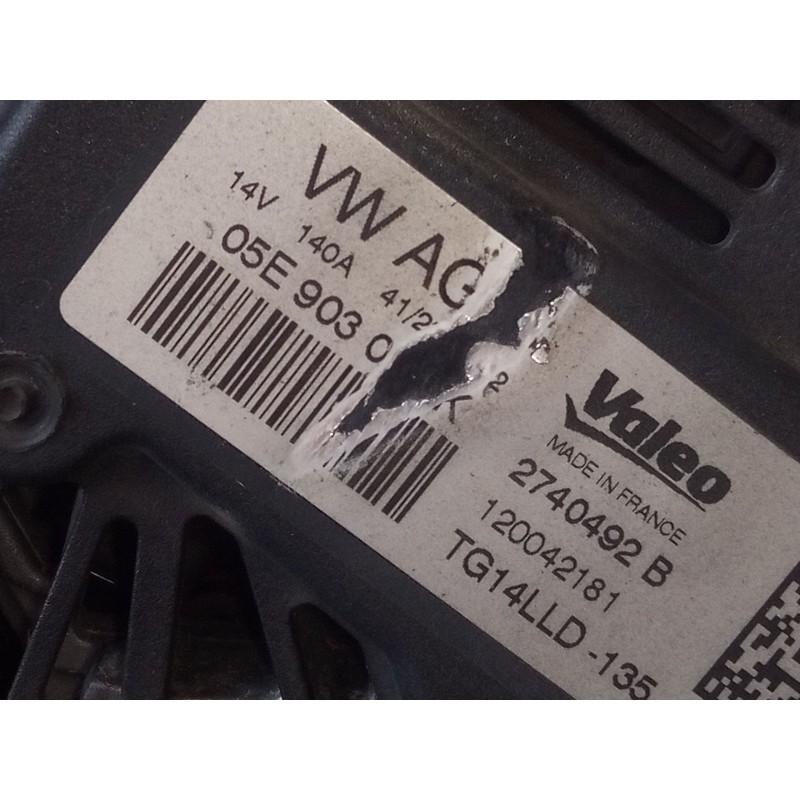 VW AG
14V 140A 41/2
05E 903 0 K
Valeo
MADE IN FRANCE
2740492 B
120042181
TG14LLD -135